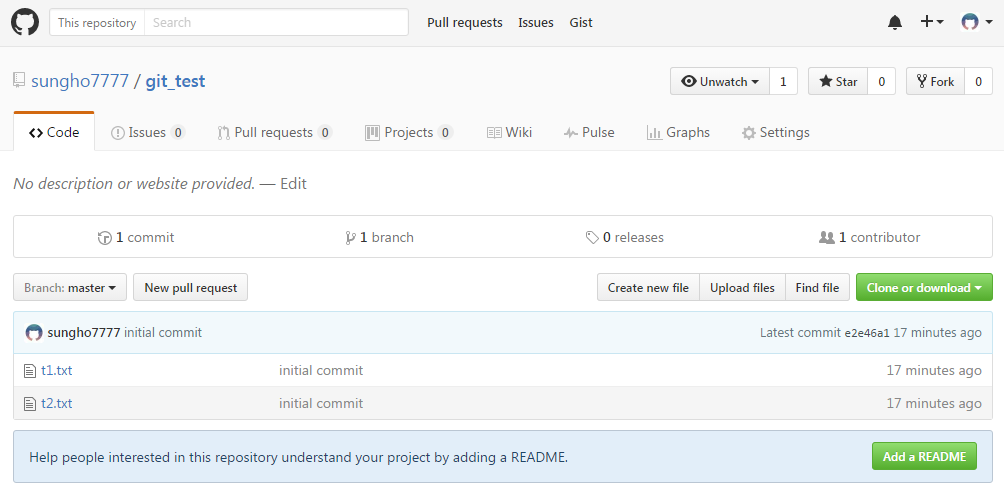 This repository Search Pull requests Issues Gist
sungho7777 / git_test Unwatch 1 Star 0 Fork 0
Code Issues 0 Pull requests 0 Projects 0 Wiki Pulse Graphs Settings
No description or website provided. — Edit
1 commit 1 branch 0 releases 1 contributor
Branch: master New pull request Create new file Upload files Find file Clone or download
sungho7777 initial commit Latest commit e2e46a1 17 minutes ago
t1.txt initial commit 17 minutes ago
t2.txt initial commit 17 minutes ago
Help people interested in this repository understand your project by adding a README. Add a README